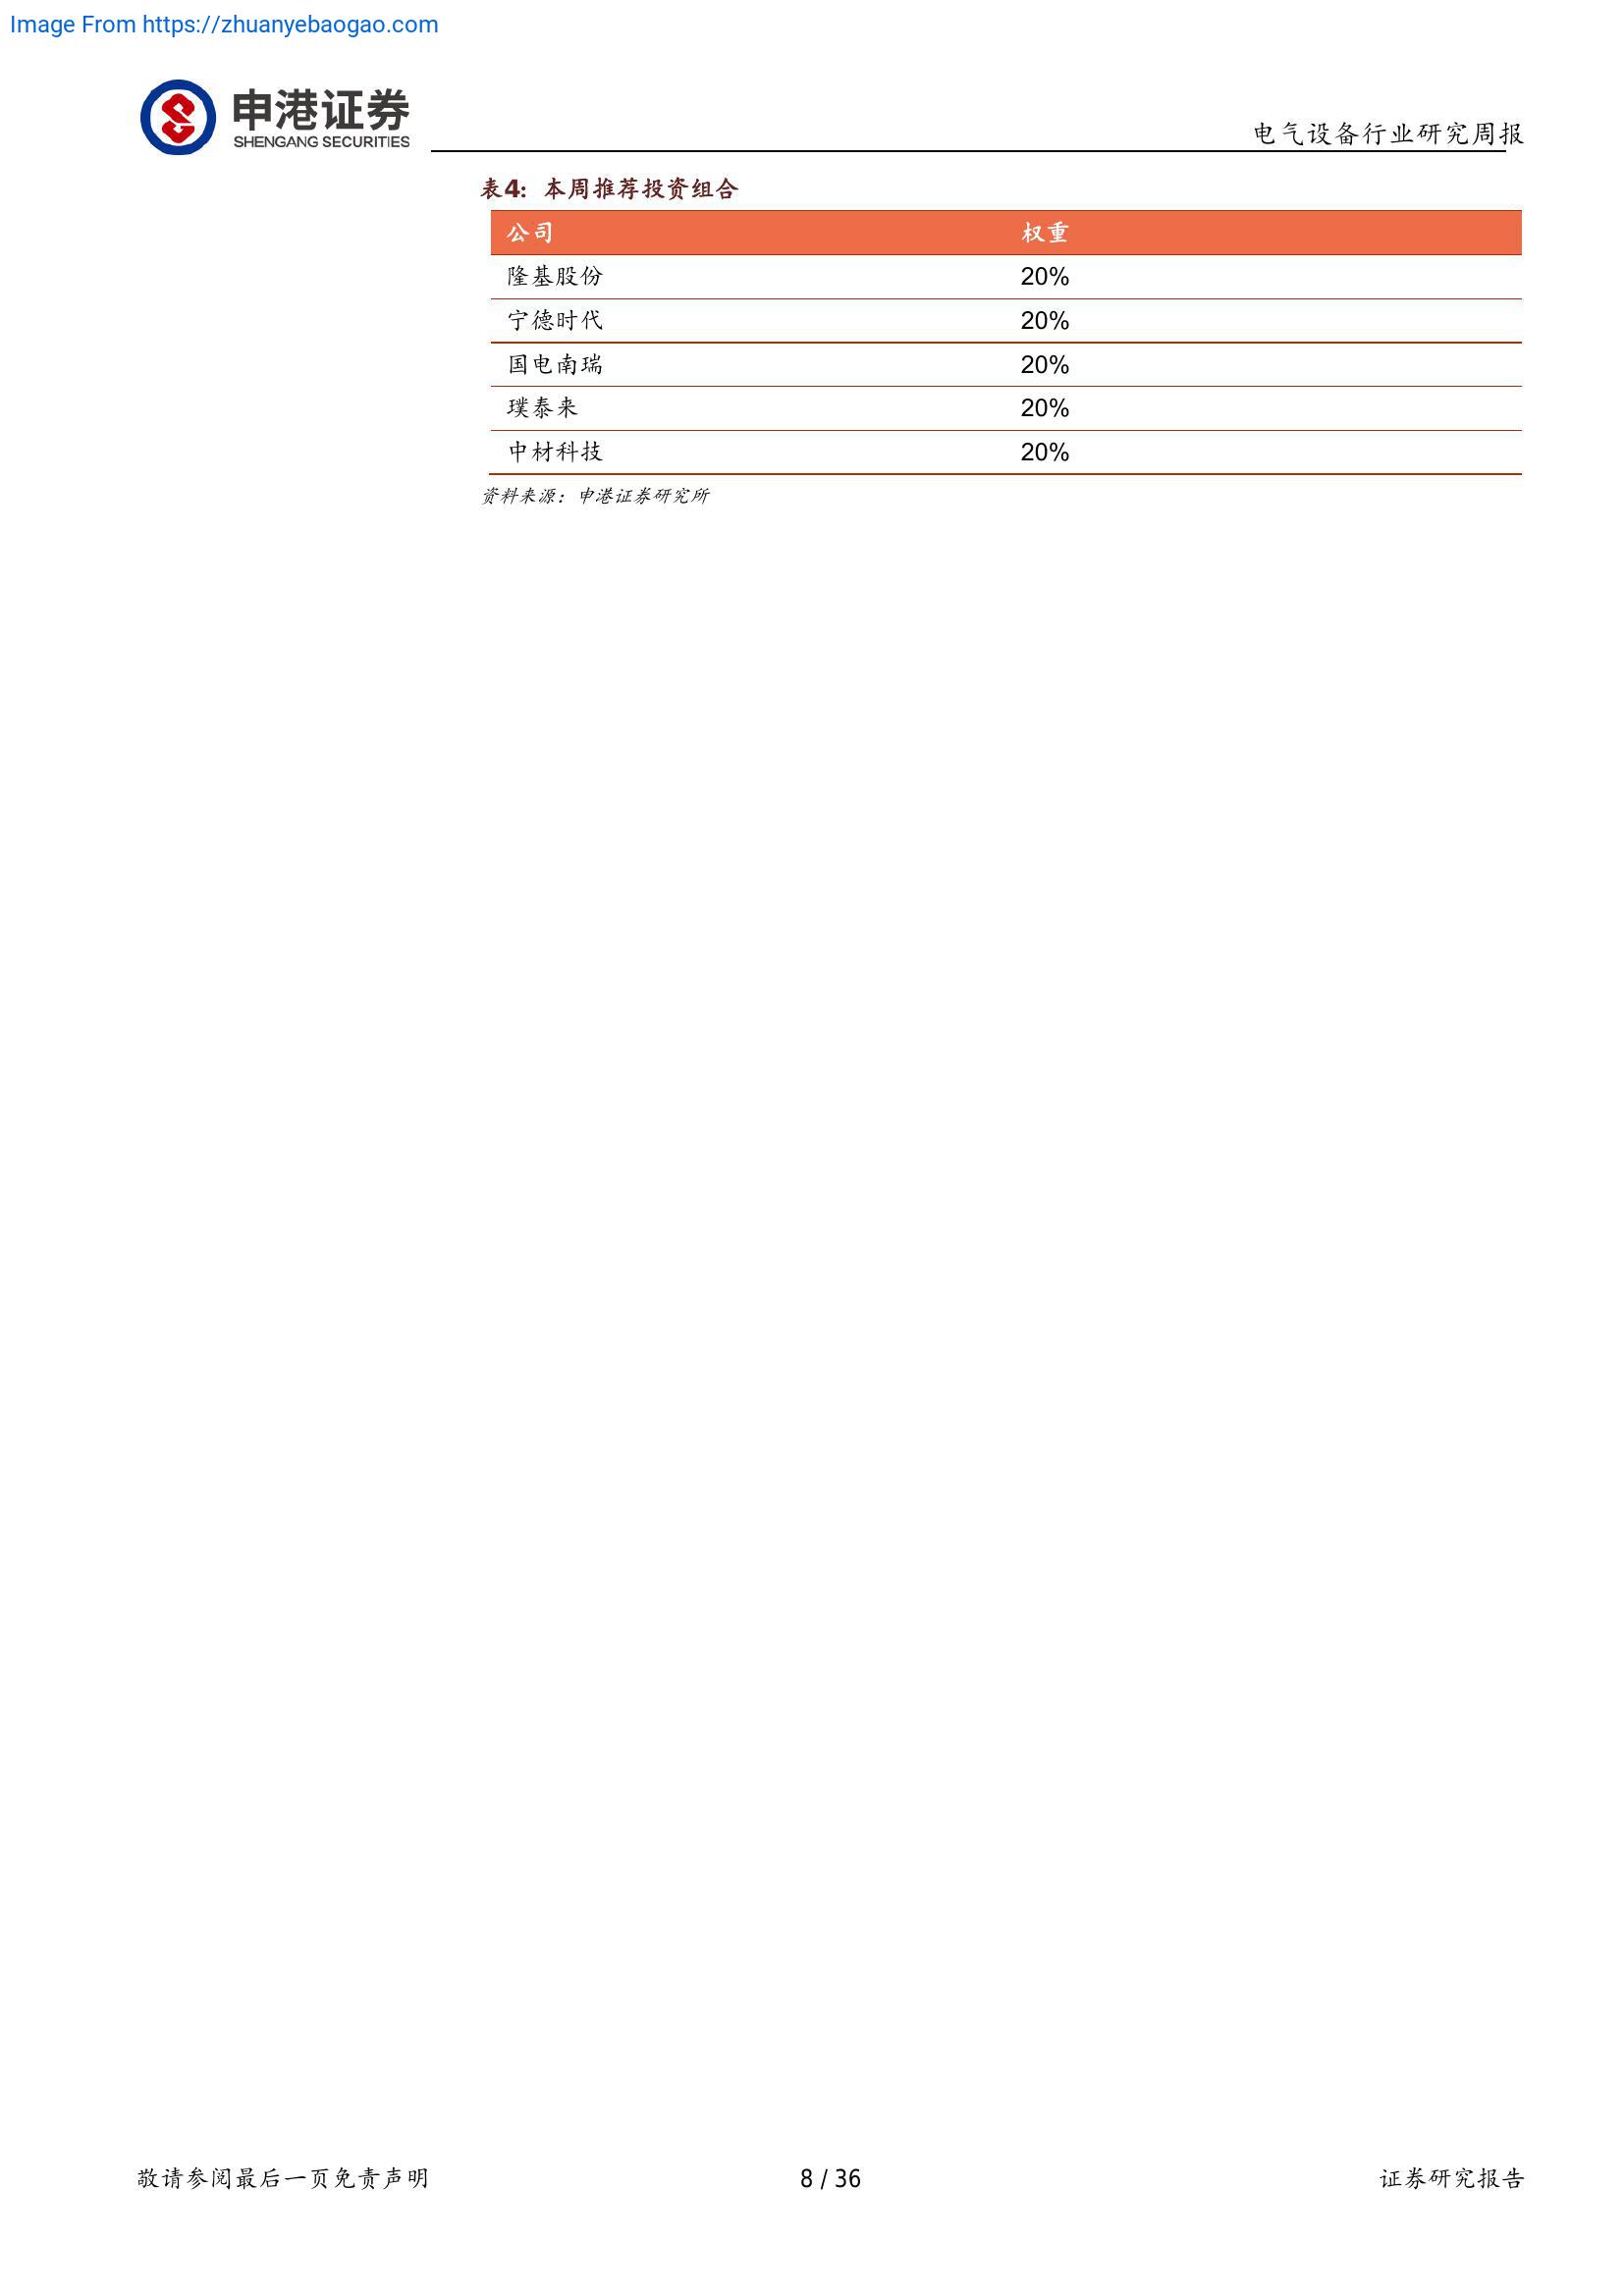 Image From https://zhuanyebaogao.com
申港证券
SHENGANG SECURITIES
电气设备行业研究周报
表4: 本周推荐投资组合
公司 权重
隆基股份 20%
宁德时代 20%
国电南瑞 20%
璞泰来 20%
中材科技 20%
资料来源：申港证券研究所
敬请参阅最后一页免责声明 8 / 36 证券研究报告